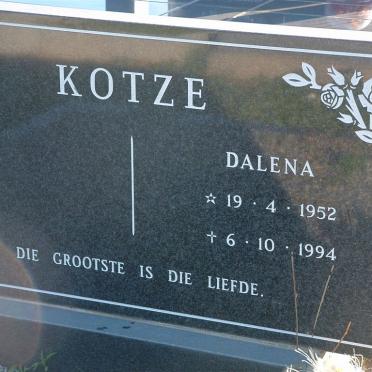 KOTZE
DALENA
☆ 19 · 4 · 1952
† 6 · 10 · 1994
DIE GROOTSTE IS DIE LIEFDE.